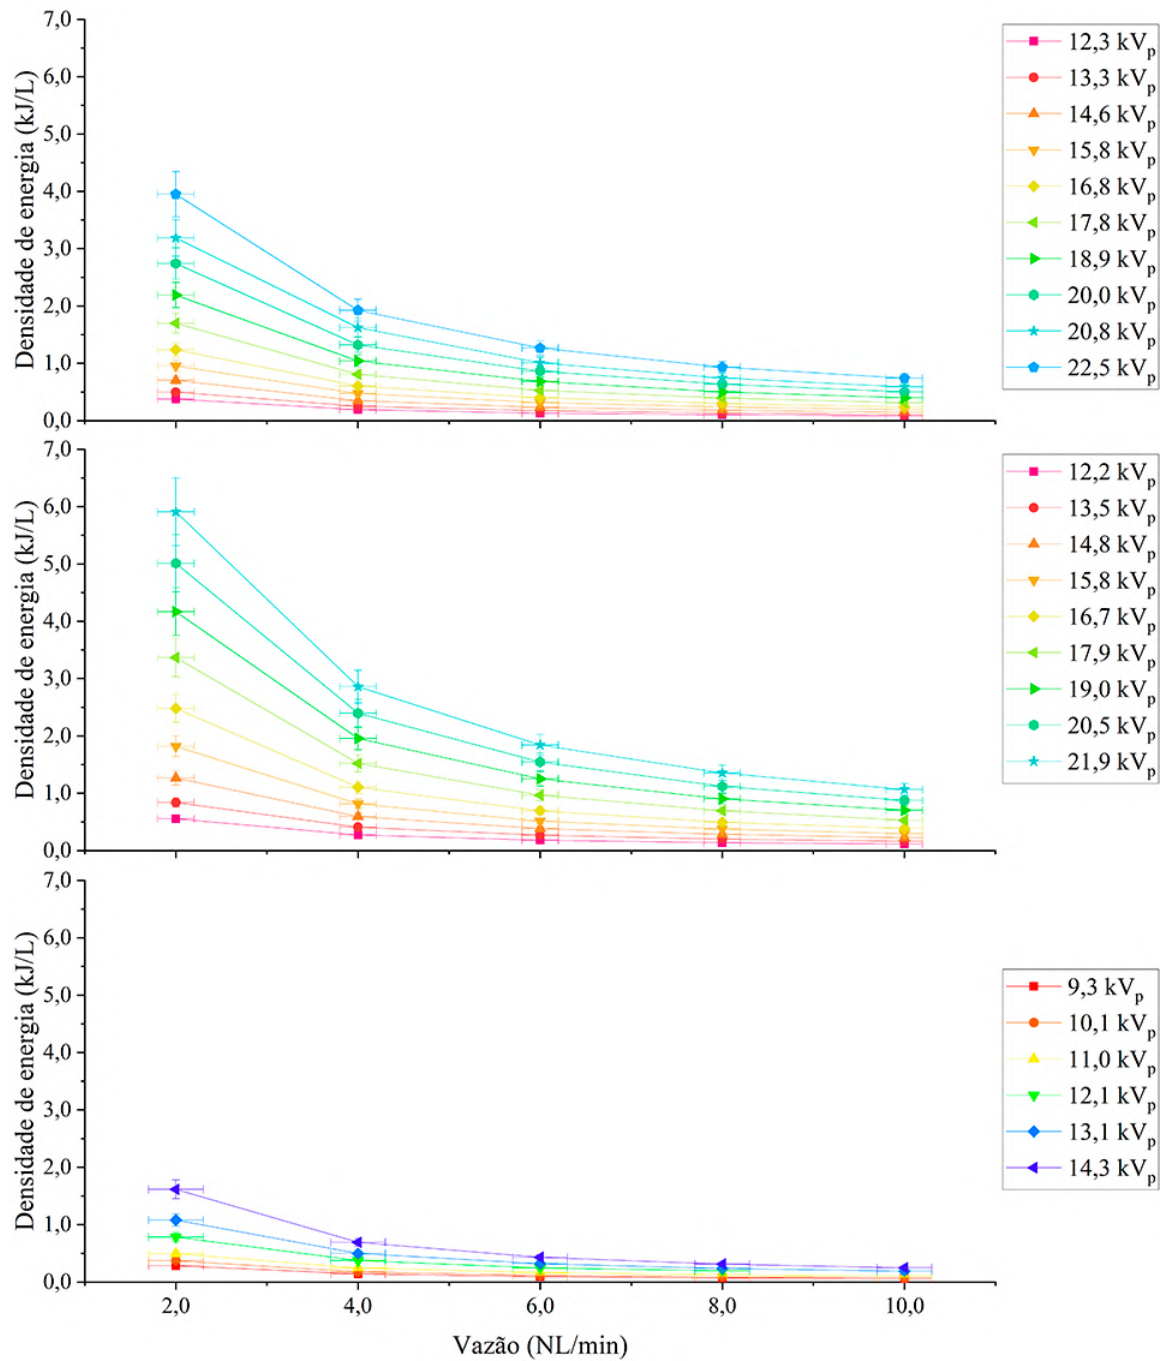 Densidade de energia (kJ/L)
7,0
6,0
5,0
4,0
3,0
2,0
1,0
0,0
12,3 kVp
13,3 kVp
14,6 kVp
15,8 kVp
16,8 kVp
17,8 kVp
18,9 kVp
20,0 kVp
20,8 kVp
22,5 kVp
Densidade de energia (kJ/L)
7,0
6,0
5,0
4,0
3,0
2,0
1,0
0,0
12,2 kVp
13,5 kVp
14,8 kVp
15,8 kVp
16,7 kVp
17,9 kVp
19,0 kVp
20,5 kVp
21,9 kVp
Densidade de energia (kJ/L)
7,0
6,0
5,0
4,0
3,0
2,0
1,0
0,0
9,3 kVp
10,1 kVp
11,0 kVp
12,1 kVp
13,1 kVp
14,3 kVp
2,0 4,0 6,0 8,0 10,0
Vazão (NL/min)